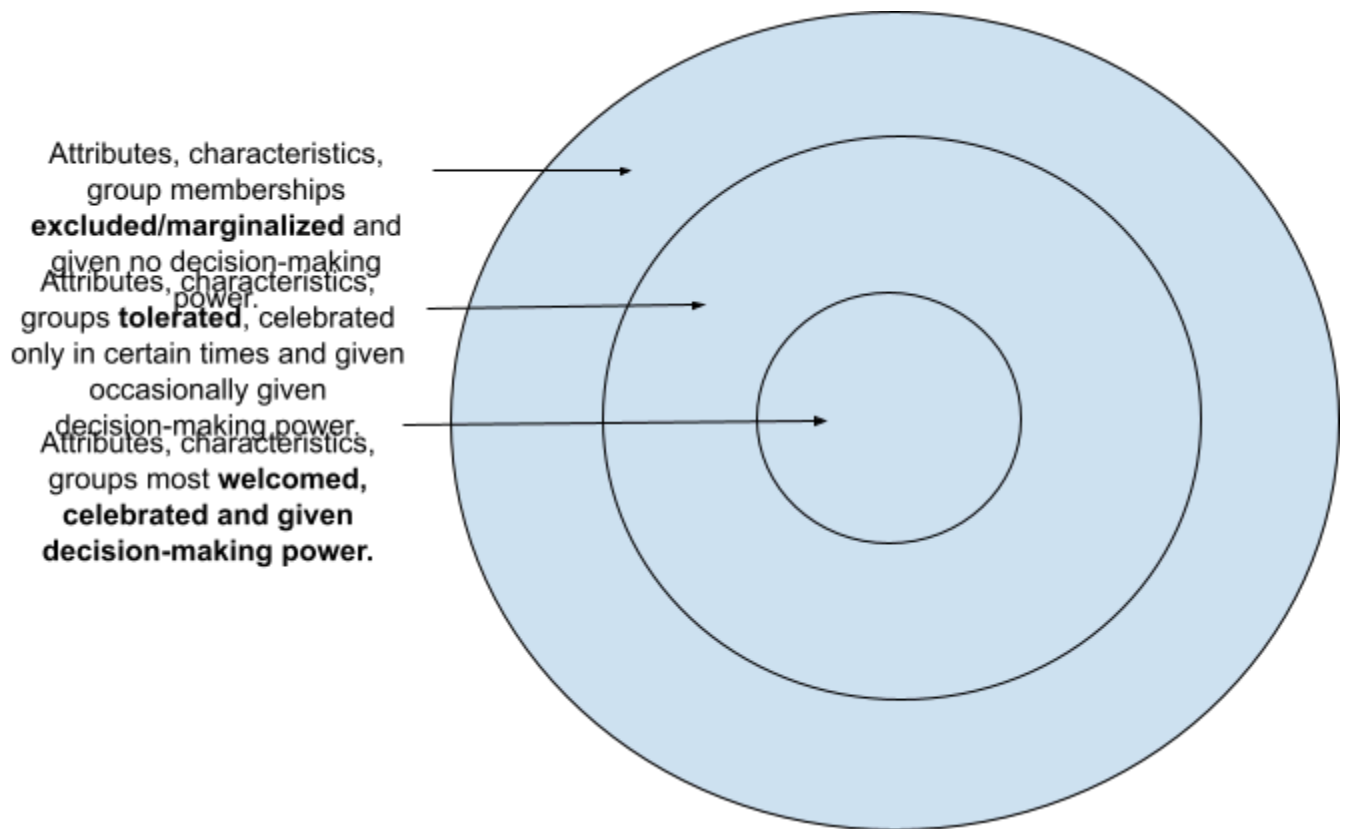 Attributes, characteristics,
group memberships
excluded/marginalized and
given no decision-making
power.
Attributes, characteristics,
groups tolerated, celebrated
only in certain times and given
occasionally given
decision-making power.
Attributes, characteristics,
groups most welcomed,
celebrated and given
decision-making power.